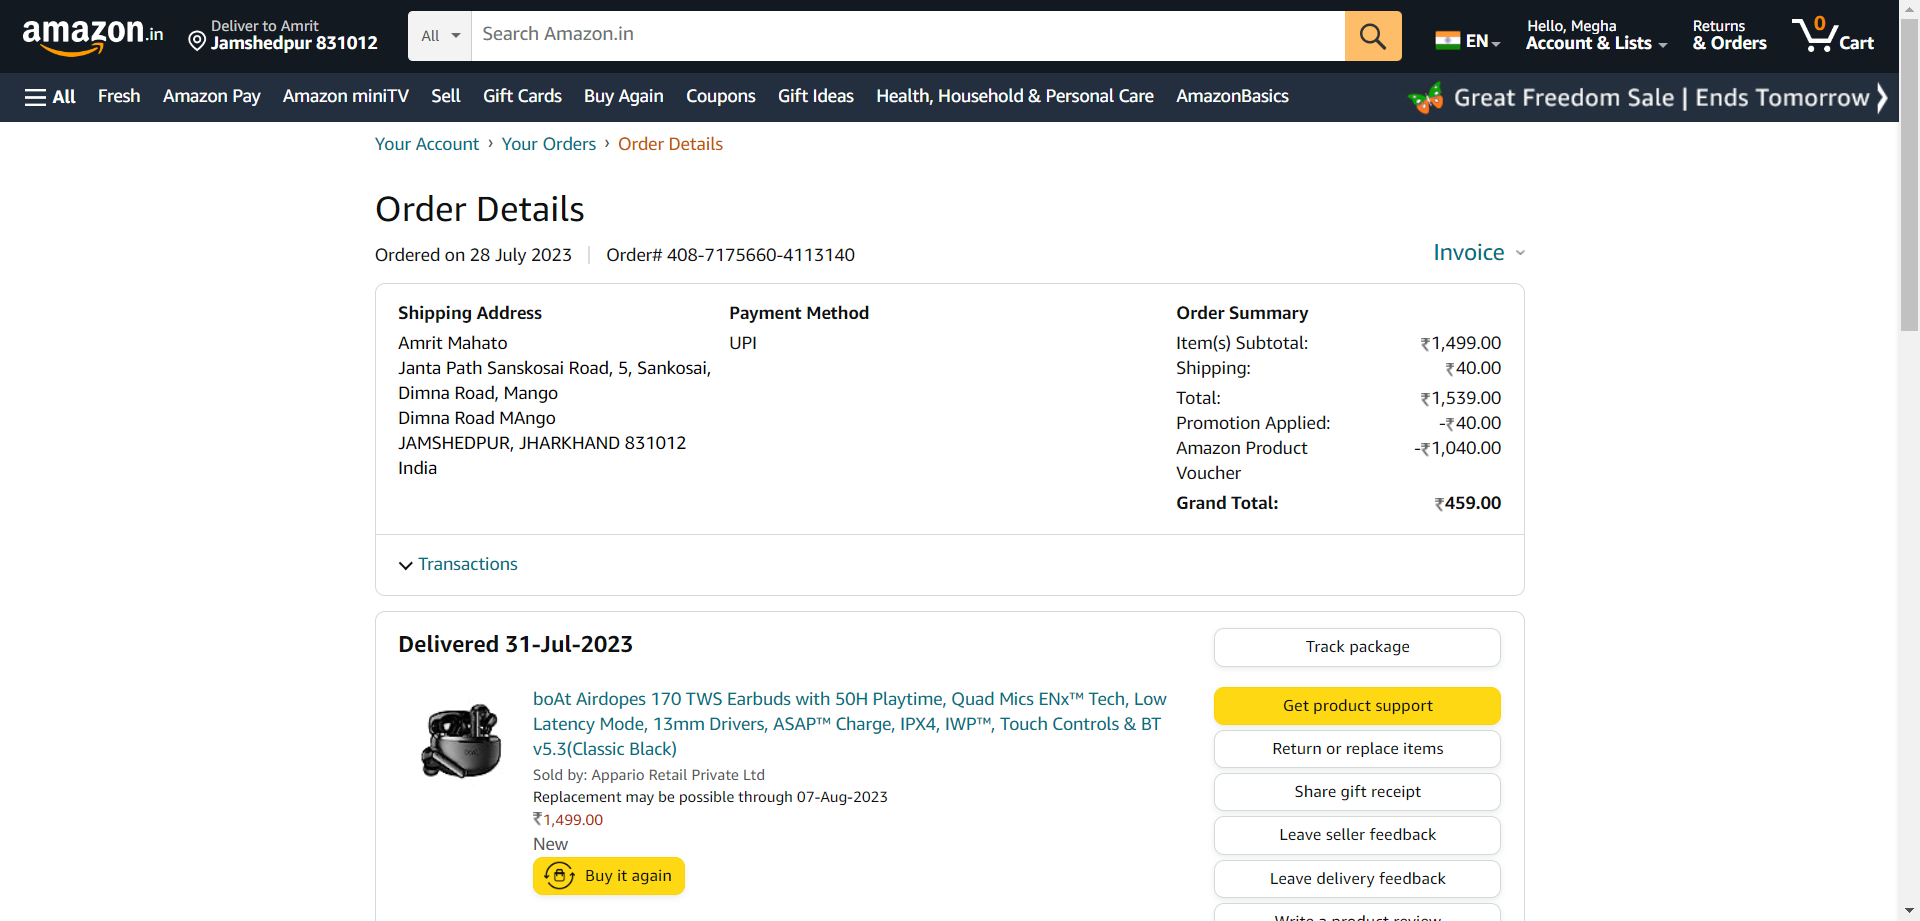 amazon.in
Deliver to Amrit
Jamshedpur 831012
All
Search Amazon.in
EN
Hello, Megha
Account & Lists
Returns
& Orders
0
Cart
All
Fresh
Amazon Pay
Amazon miniTV
Sell
Gift Cards
Buy Again
Coupons
Gift Ideas
Health, Household & Personal Care
AmazonBasics
Great Freedom Sale | Ends Tomorrow
Your Account › Your Orders › Order Details
Order Details
Ordered on 28 July 2023
Order# 408-7175660-4113140
Invoice
Shipping Address
Amrit Mahato
Janta Path Sanskosai Road, 5, Sankosai,
Dimna Road, Mango
Dimna Road MAngo
JAMSHEDPUR, JHARKHAND 831012
India
Payment Method
UPI
Order Summary
Item(s) Subtotal: ₹1,499.00
Shipping: ₹40.00
Total: ₹1,539.00
Promotion Applied: -₹40.00
Amazon Product -₹1,040.00
Voucher
Grand Total: ₹459.00
Transactions
Delivered 31-Jul-2023
boAt Airdopes 170 TWS Earbuds with 50H Playtime, Quad Mics ENx™ Tech, Low
Latency Mode, 13mm Drivers, ASAP™ Charge, IPX4, IWP™, Touch Controls & BT
v5.3(Classic Black)
Sold by: Appario Retail Private Ltd
Replacement may be possible through 07-Aug-2023
₹1,499.00
New
Buy it again
Track package
Get product support
Return or replace items
Share gift receipt
Leave seller feedback
Leave delivery feedback
Write a product review